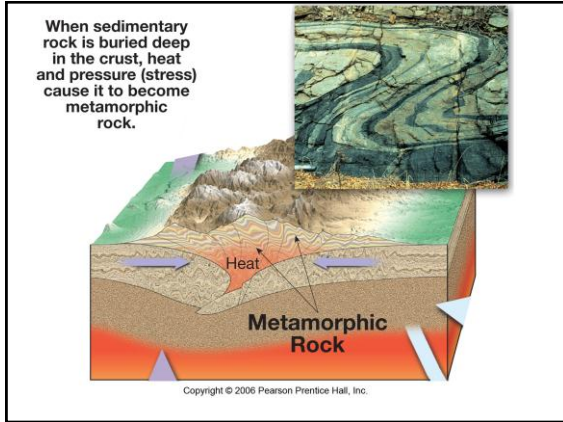 When sedimentary
rock is buried deep
in the crust, heat
and pressure (stress)
cause it to become
metamorphic
rock.
Heat
Metamorphic
Rock
Copyright © 2006 Pearson Prentice Hall, Inc.